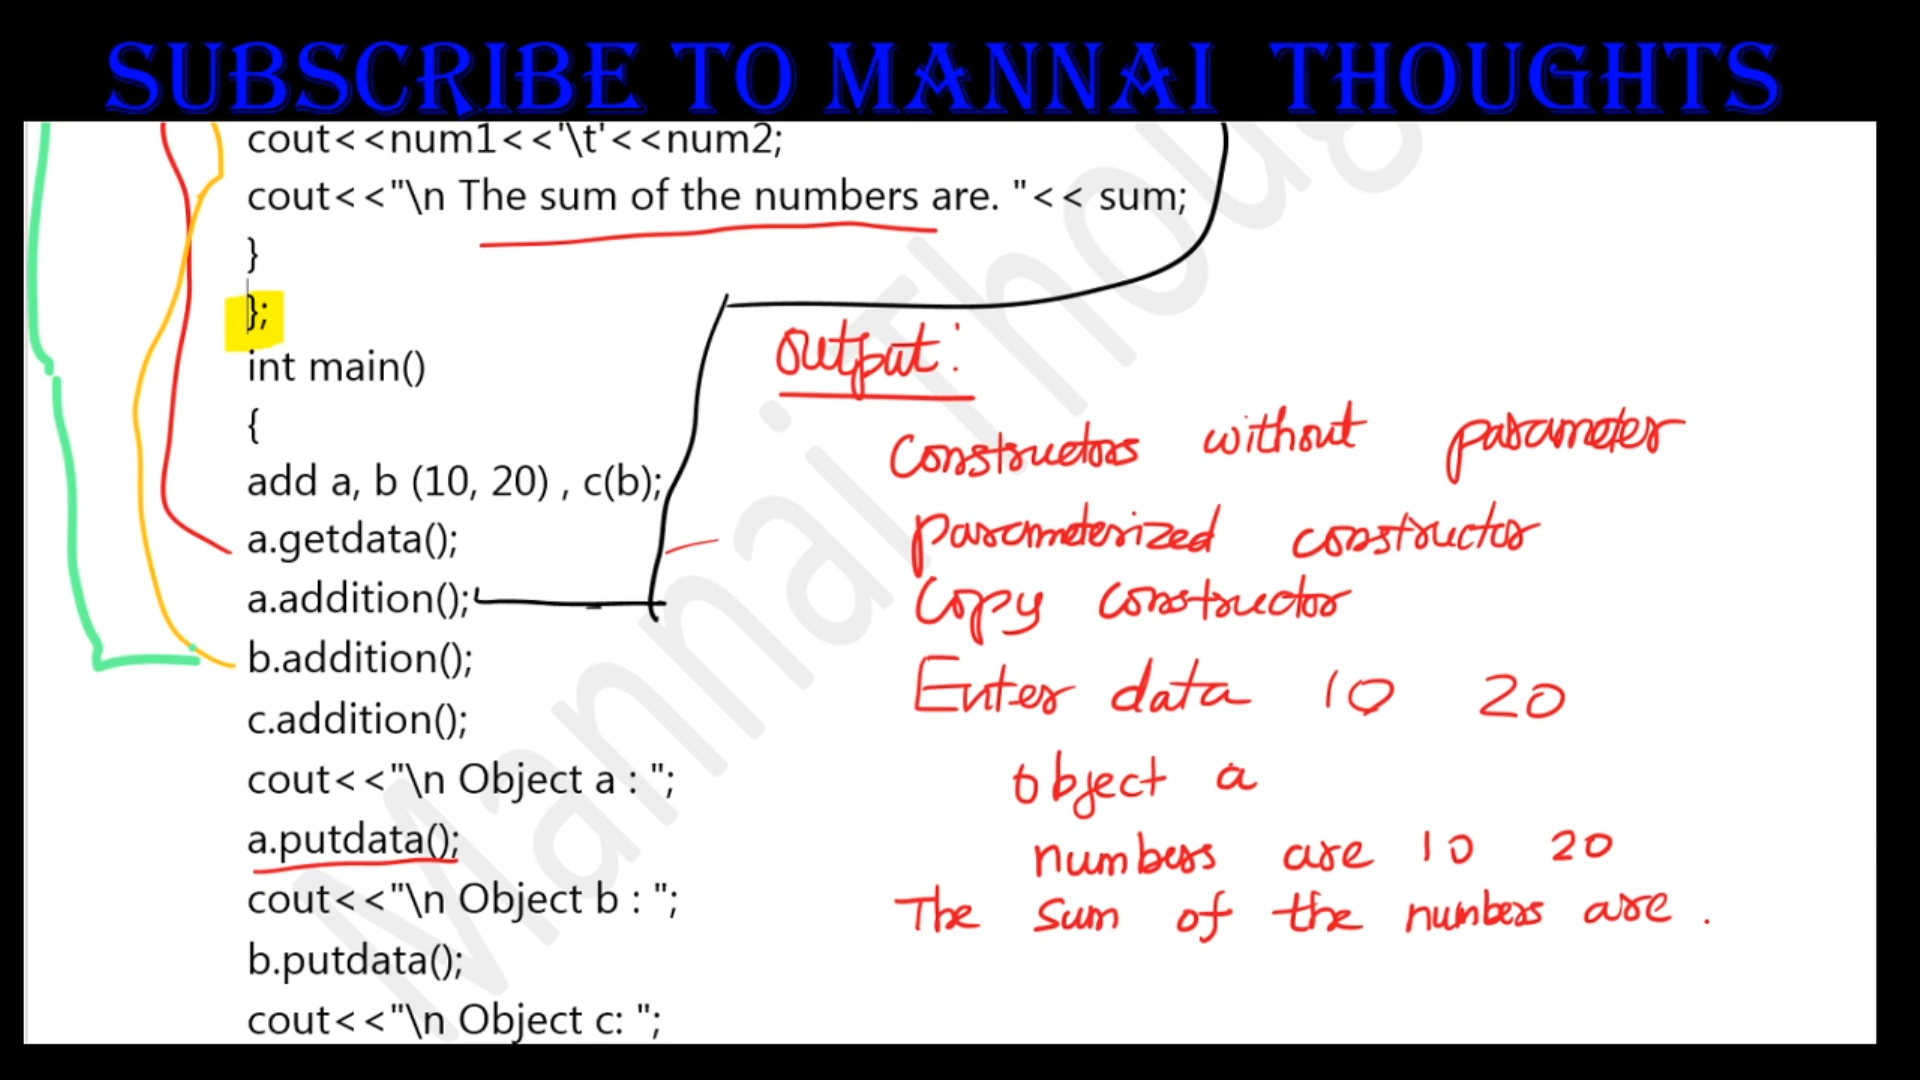 SUBSCRIBE TO MANNAI THOUGHTS
cout<<num1<<'\t'<<num2;
cout<<"\n The sum of the numbers are. "<< sum;
}
};
int main()
{
add a, b (10, 20) , c(b);
a.getdata();
a.addition();
b.addition();
c.addition();
cout<<"\n Object a : ";
a.putdata();
cout<<"\n Object b : ";
b.putdata();
cout<<"\n Object c: ";
output:
Constructors without parameter
parameterized constructor
Copy constructor
Enter data 10 20
object a
numbers are 10 20
The sum of the numbers are .
Mannai Thoug